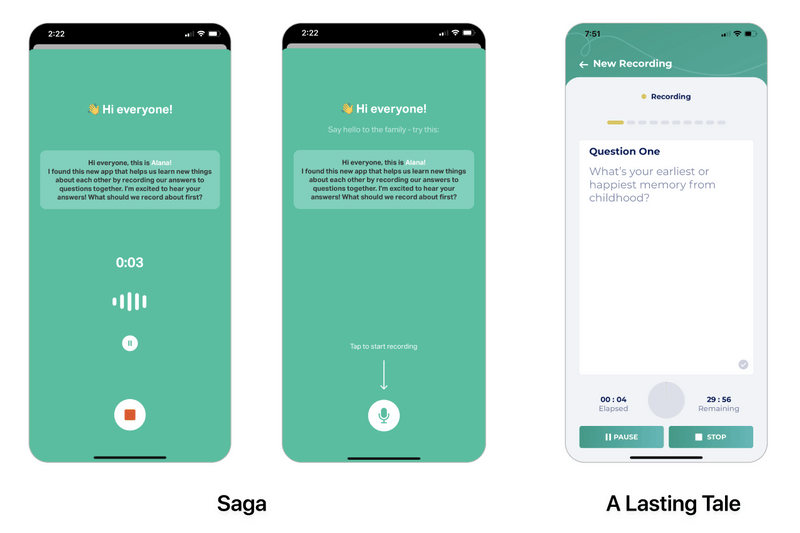 2:22
👋 Hi everyone!
Hi everyone, this is Alana!
I found this new app that helps us learn new things
about each other by recording our answers to
questions together. I'm excited to hear your
answers! What should we record about first?
0:03
2:22
👋 Hi everyone!
Say hello to the family - try this:
Hi everyone, this is Alana!
I found this new app that helps us learn new things
about each other by recording our answers to
questions together. I'm excited to hear your
answers! What should we record about first?
Tap to start recording
Saga
7:51
← New Recording
Recording
Question One
What's your earliest or
happiest memory from
childhood?
00 : 04
Elapsed
29 : 56
Remaining
PAUSE
STOP
A Lasting Tale